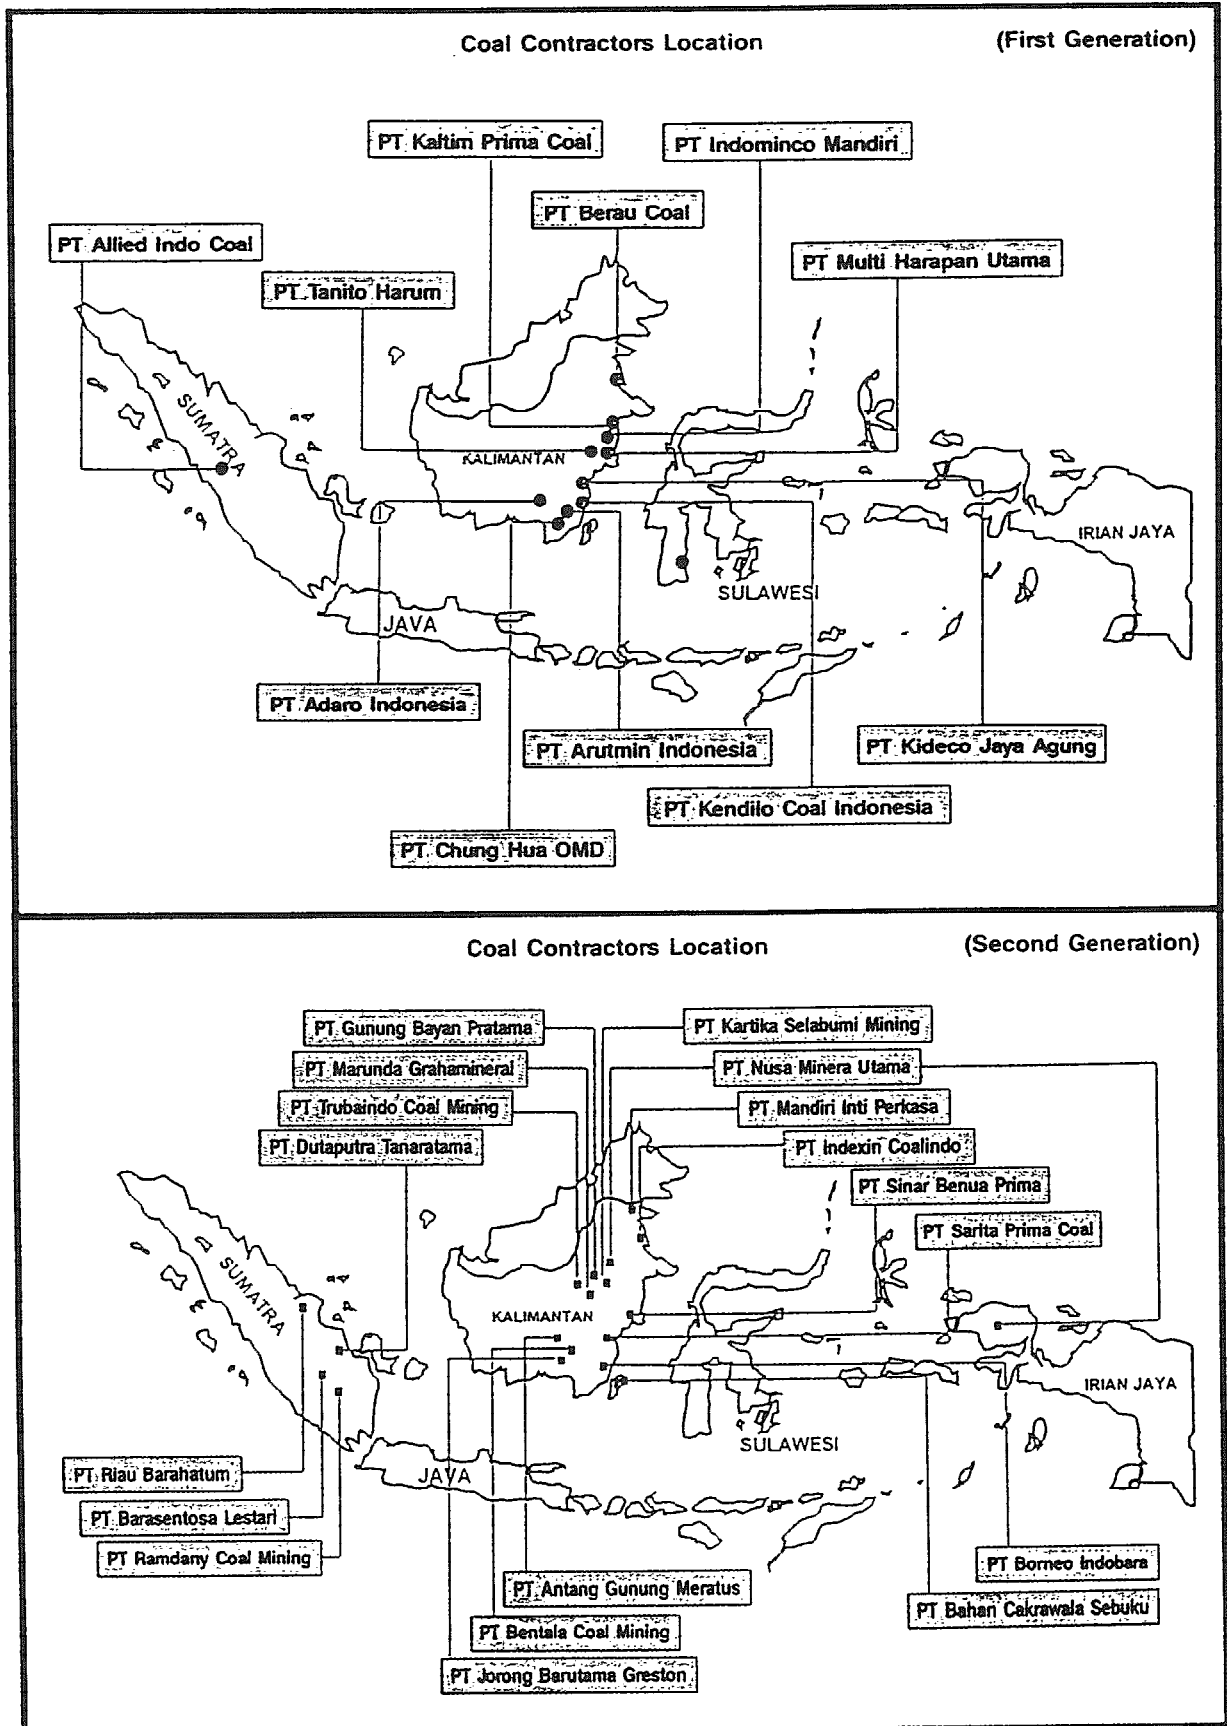 Coal Contractors Location
(First Generation)
PT Kaltim Prima Coal
PT Indominco Mandiri
PT Berau Coal
PT Allied Indo Coal
PT Multi Harapan Utama
PT Tanito Harum
SUMATRA
KALIMANTAN
IRIAN JAYA
SULAWESI
JAVA
PT Adaro Indonesia
PT Arutmin Indonesia
PT Kideco Jaya Agung
PT Kendilo Coal Indonesia
PT Chung Hua OMD
Coal Contractors Location
(Second Generation)
PT Gunung Bayan Pratama
PT Kartika Selabumi Mining
PT Marunda Grahamineral
PT Nusa Minera Utama
PT Trubaindo Coal Mining
PT Mandiri Inti Perkasa
PT Dutaputra Tanaratama
PT Indexin Coalindo
PT Sinar Benua Prima
PT Sarita Prima Coal
SUMATRA
KALIMANTAN
IRIAN JAYA
SULAWESI
JAVA
PT Riau Barahatum
PT Barasentosa Lestari
PT Ramdany Coal Mining
PT Borneo Indobara
PT Antang Gunung Meratus
PT Bahan Cakrawala Sebuku
PT Bentala Coal Mining
PT Jorong Barutama Greston